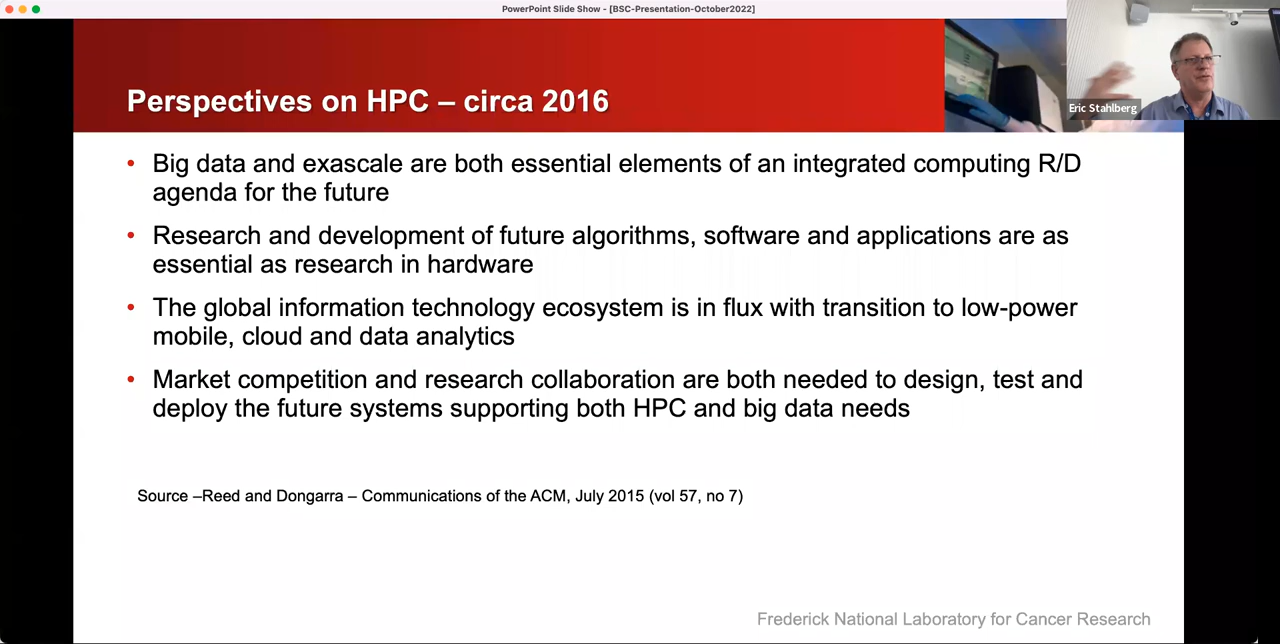 PowerPoint Slide Show - [BSC-Presentation-October2022]
Perspectives on HPC – circa 2016
Eric Stahlberg
• Big data and exascale are both essential elements of an integrated computing R/D
agenda for the future
• Research and development of future algorithms, software and applications are as
essential as research in hardware
• The global information technology ecosystem is in flux with transition to low-power
mobile, cloud and data analytics
• Market competition and research collaboration are both needed to design, test and
deploy the future systems supporting both HPC and big data needs
Source –Reed and Dongarra – Communications of the ACM, July 2015 (vol 57, no 7)
Frederick National Laboratory for Cancer Research